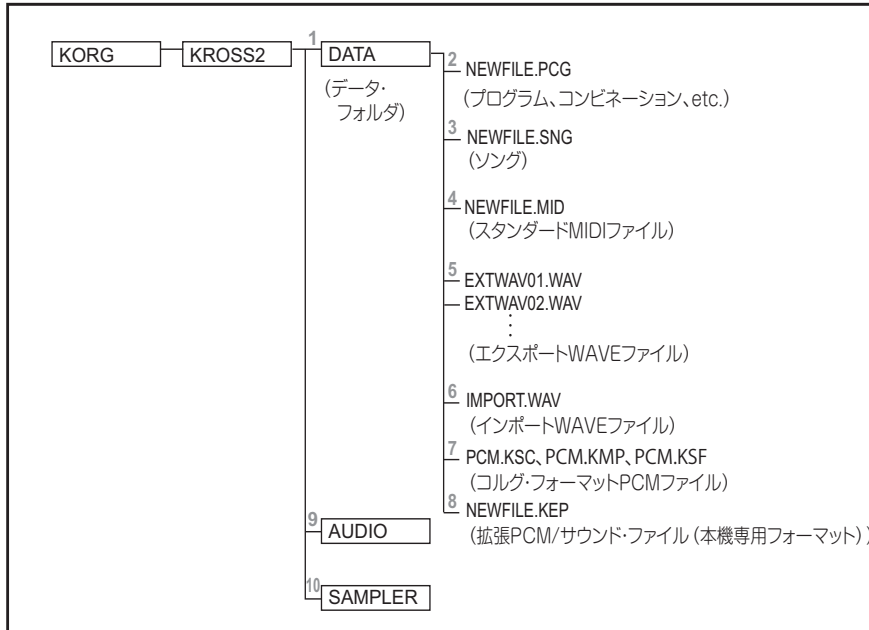 KORG
KROSS2
1
DATA
(データ・
フォルダ)
2
NEWFILE.PCG
(プログラム、コンビネーション、etc.)
3
NEWFILE.SNG
(ソング)
4
NEWFILE.MID
(スタンダードMIDIファイル)
5
EXTWAV01.WAV
EXTWAV02.WAV
⋮
(エクスポートWAVEファイル)
6
IMPORT.WAV
(インポートWAVEファイル)
7
PCM.KSC、PCM.KMP、PCM.KSF
(コルグ・フォーマットPCMファイル)
8
NEWFILE.KEP
(拡張PCM/サウンド・ファイル(本機専用フォーマット))
9
AUDIO
10
SAMPLER